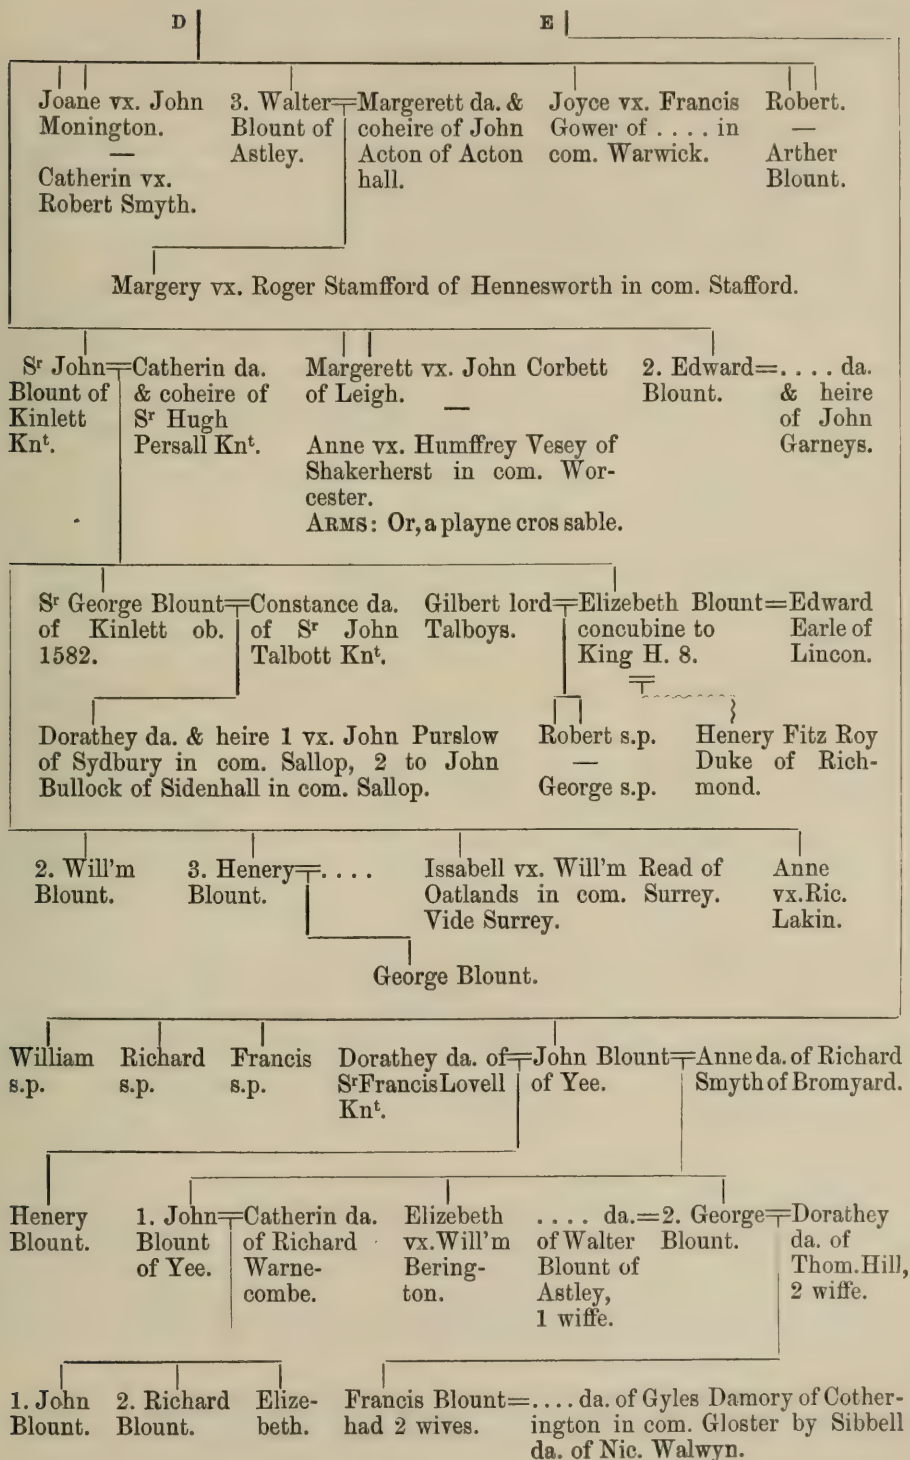 D E
Joane vx. John
Monington.
—
Catherin vx.
Robert Smyth.
3. Walter=
Blount of
Astley.
Margerett da. &
coheire of John
Acton of Acton
hall.
Joyce vx. Francis
Gower of . . . . in
com. Warwick.
Robert.
—
Arther
Blount.
Margery vx. Roger Stamfford of Hennesworth in com. Stafford.
Sʳ John=
Blount of
Kinlett
Knᵗ.
Catherin da.
& coheire of
Sʳ Hugh
Persall Knᵗ.
Margerett vx. John Corbett
of Leigh.
—
Anne vx. Humffrey Vesey of
Shakerherst in com. Wor-
cester.
ARMS: Or, a playne cros sable.
2. Edward=
Blount.
. . . . da.
& heire
of John
Garneys.
Sʳ George Blount=
of Kinlett ob.
1582.
Constance da.
of Sʳ John
Talbott Knᵗ.
Gilbert lord=
Talboys.
Elizebeth Blount=
concubine to
King H. 8.
Edward
Earle of
Lincon.
Dorathey da. & heire 1 vx. John Purslow
of Sydbury in com. Sallop, 2 to John
Bullock of Sidenhall in com. Sallop.
Robert s.p.
—
George s.p.
Henery Fitz Roy
Duke of Rich-
mond.
2. Will'm
Blount.
3. Henery=. . . .
Blount.
Issabell vx. Will'm Read of
Oatlands in com. Surrey.
Vide Surrey.
Anne
vx. Ric.
Lakin.
George Blount.
William
s.p.
Richard
s.p.
Francis
s.p.
Dorathey da. of=
Sʳ Francis Lovell
Knᵗ.
John Blount=
of Yee.
Anne da. of Richard
Smyth of Bromyard.
Henery
Blount.
1. John=
Blount
of Yee.
Catherin da.
of Richard
Warne-
combe.
Elizebeth
vx. Will'm
Bering-
ton.
. . . . da.=
of Walter
Blount of
Astley,
1 wiffe.
2. George=
Blount.
Dorathey
da. of
Thom. Hill,
2 wiffe.
1. John
Blount.
2. Richard
Blount.
Elize-
beth.
Francis Blount=
had 2 wives.
. . . . da. of Gyles Damory of Cother-
ington in com. Gloster by Sibbell
da. of Nic. Walwyn.